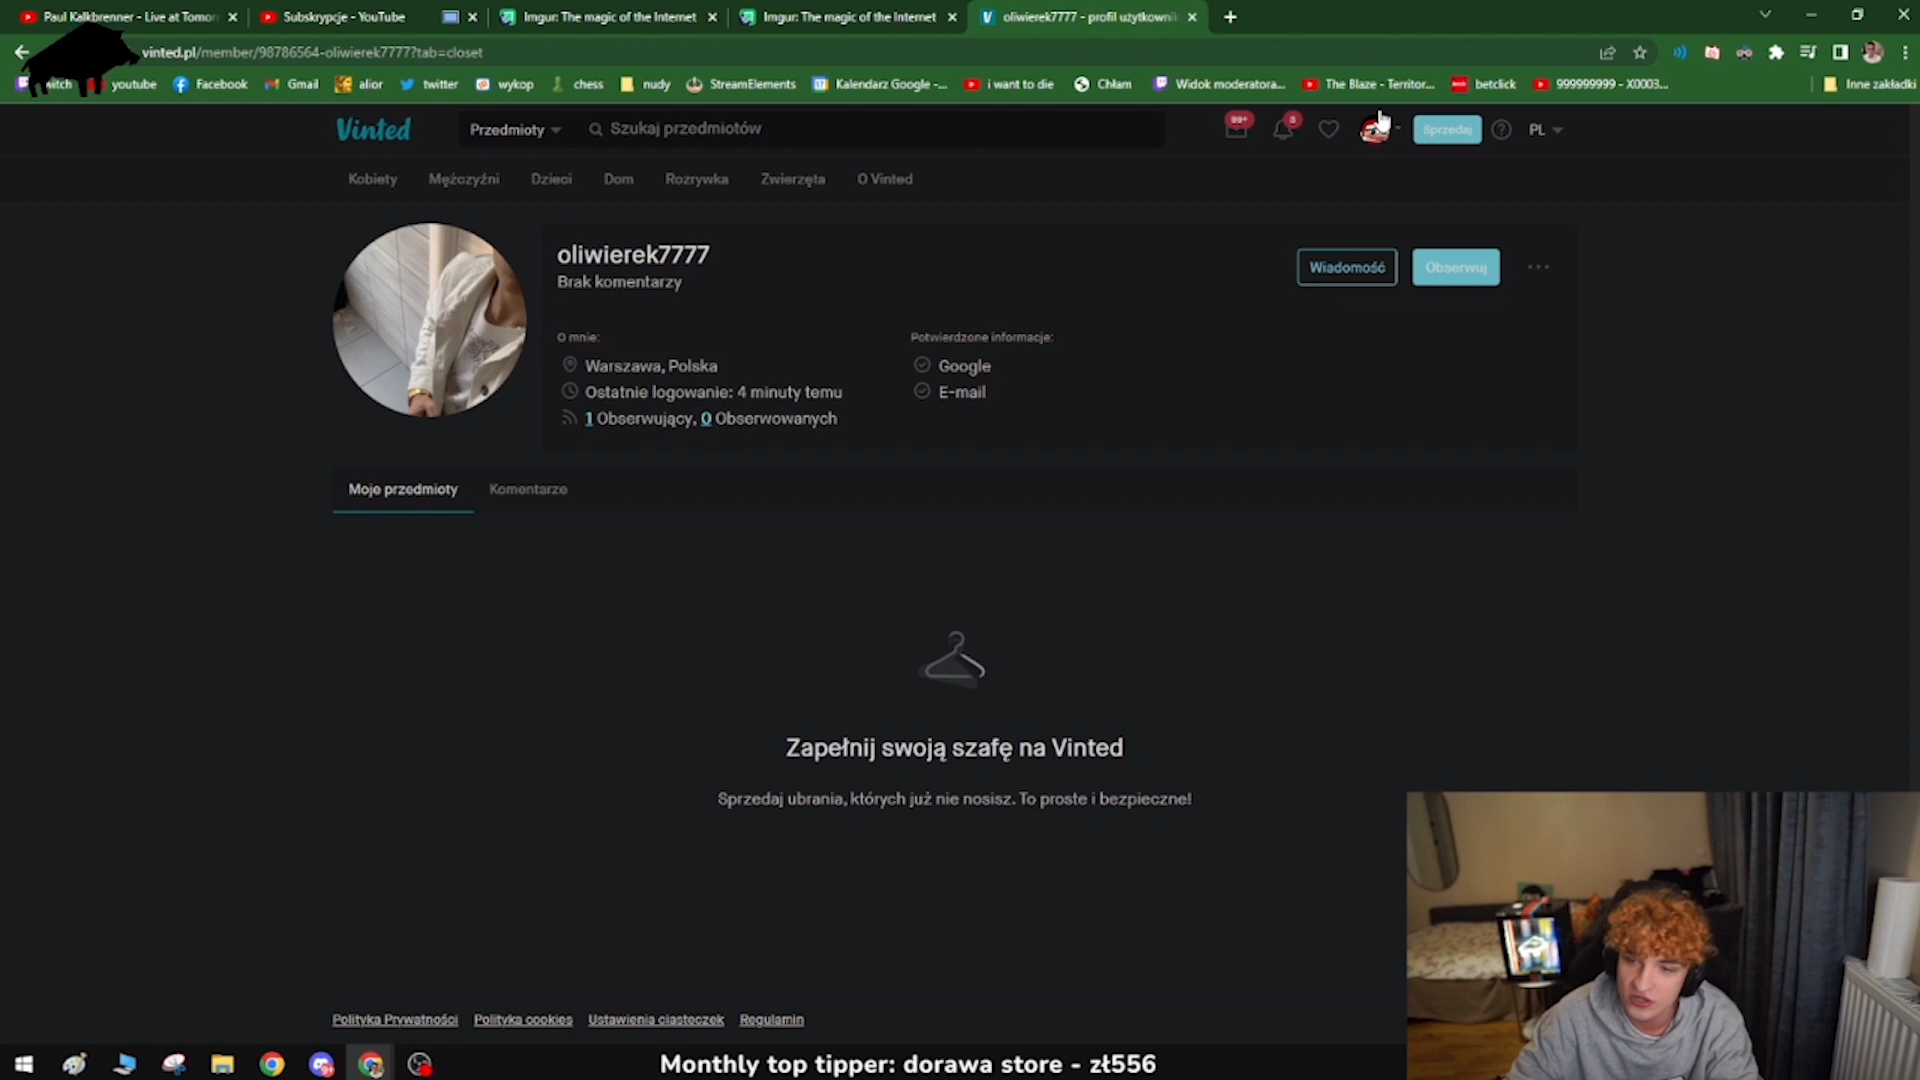 Paul Kalkbrenner - Live at Tomor
Subskrypcje - YouTube
Imgur: The magic of the Internet
Imgur: The magic of the Internet
oliwierek7777 - profil użytkowni
vinted.pl/member/98786564-oliwierek7777?tab=closet
witch
youtube
Facebook
Gmail
alior
twitter
wykop
chess
nudy
StreamElements
Kalendarz Google -...
i want to die
Chłam
Widok moderatora...
The Blaze - Territor...
betclick
999999999 - X0003...
Inne zakładki
Vinted
Przedmioty
Szukaj przedmiotów
99+
8
Sprzedaj
PL
Kobiety
Mężczyźni
Dzieci
Dom
Rozrywka
Zwierzęta
O Vinted
oliwierek7777
Brak komentarzy
Wiadomość
Obserwuj
O mnie:
Warszawa, Polska
Ostatnie logowanie: 4 minuty temu
1 Obserwujący, 0 Obserwowanych
Potwierdzone informacje:
Google
E-mail
Moje przedmioty
Komentarze
Zapełnij swoją szafę na Vinted
Sprzedaj ubrania, których już nie nosisz. To proste i bezpieczne!
Polityka Prywatności
Polityka cookies
Ustawienia ciasteczek
Regulamin
Monthly top tipper: dorawa store - zł556